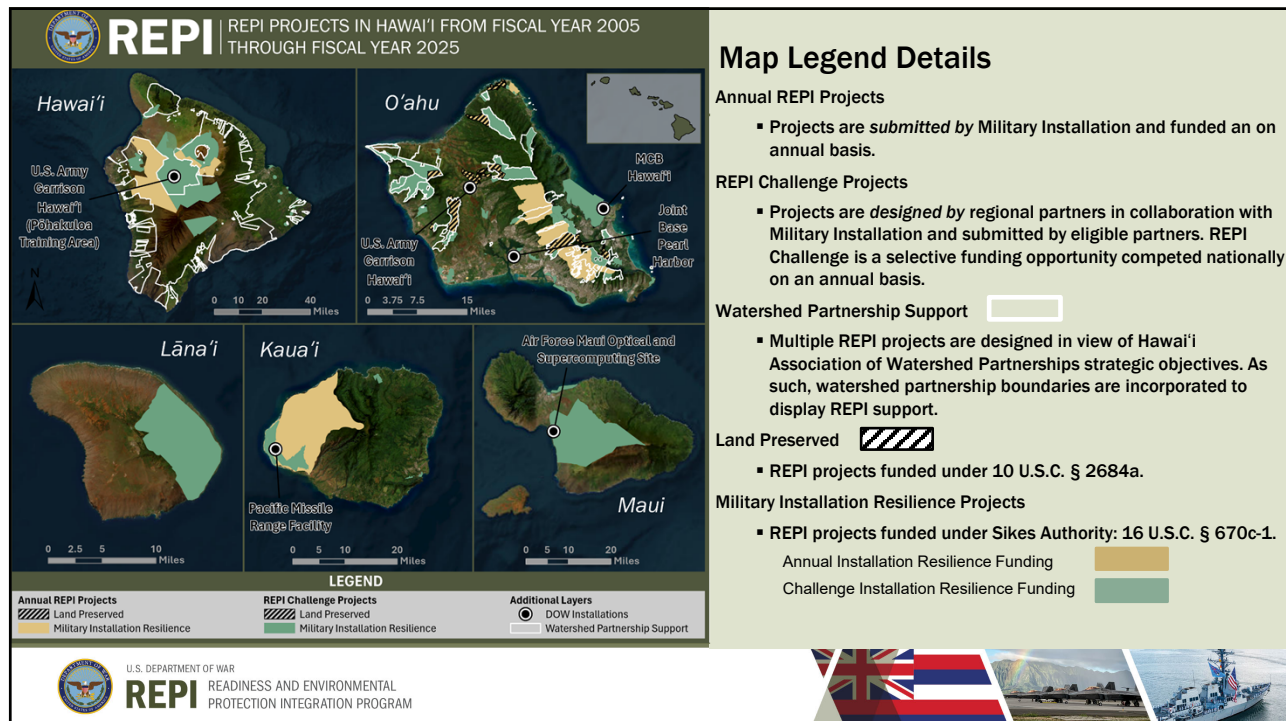 REPI
REPI PROJECTS IN HAWAI‘I FROM FISCAL YEAR 2005
THROUGH FISCAL YEAR 2025
Hawai‘i
U.S. Army
Garrison
Hawai‘i
(Pōhakuloa
Training Area)
N
0 10 20 40
Miles
O‘ahu
MCB
Hawai‘i
Joint
Base
Pearl
Harbor
U.S. Army
Garrison
Hawai‘i
0 3.75 7.5 15
Miles
Lāna‘i
0 2.5 5 10
Miles
Kaua‘i
Pacific Missile
Range Facility
0 5 10 20
Miles
Air Force Maui Optical and
Supercomputing Site
Maui
0 5 10 20
Miles
LEGEND
Annual REPI Projects
Land Preserved
Military Installation Resilience
REPI Challenge Projects
Land Preserved
Military Installation Resilience
Additional Layers
DOW Installations
Watershed Partnership Support
Map Legend Details
Annual REPI Projects
▪ Projects are submitted by Military Installation and funded an on
annual basis.
REPI Challenge Projects
▪ Projects are designed by regional partners in collaboration with
Military Installation and submitted by eligible partners. REPI
Challenge is a selective funding opportunity competed nationally
on an annual basis.
Watershed Partnership Support
▪ Multiple REPI projects are designed in view of Hawai‘i
Association of Watershed Partnerships strategic objectives. As
such, watershed partnership boundaries are incorporated to
display REPI support.
Land Preserved
▪ REPI projects funded under 10 U.S.C. § 2684a.
Military Installation Resilience Projects
▪ REPI projects funded under Sikes Authority: 16 U.S.C. § 670c-1.
Annual Installation Resilience Funding
Challenge Installation Resilience Funding
U.S. DEPARTMENT OF WAR
REPI
READINESS AND ENVIRONMENTAL
PROTECTION INTEGRATION PROGRAM